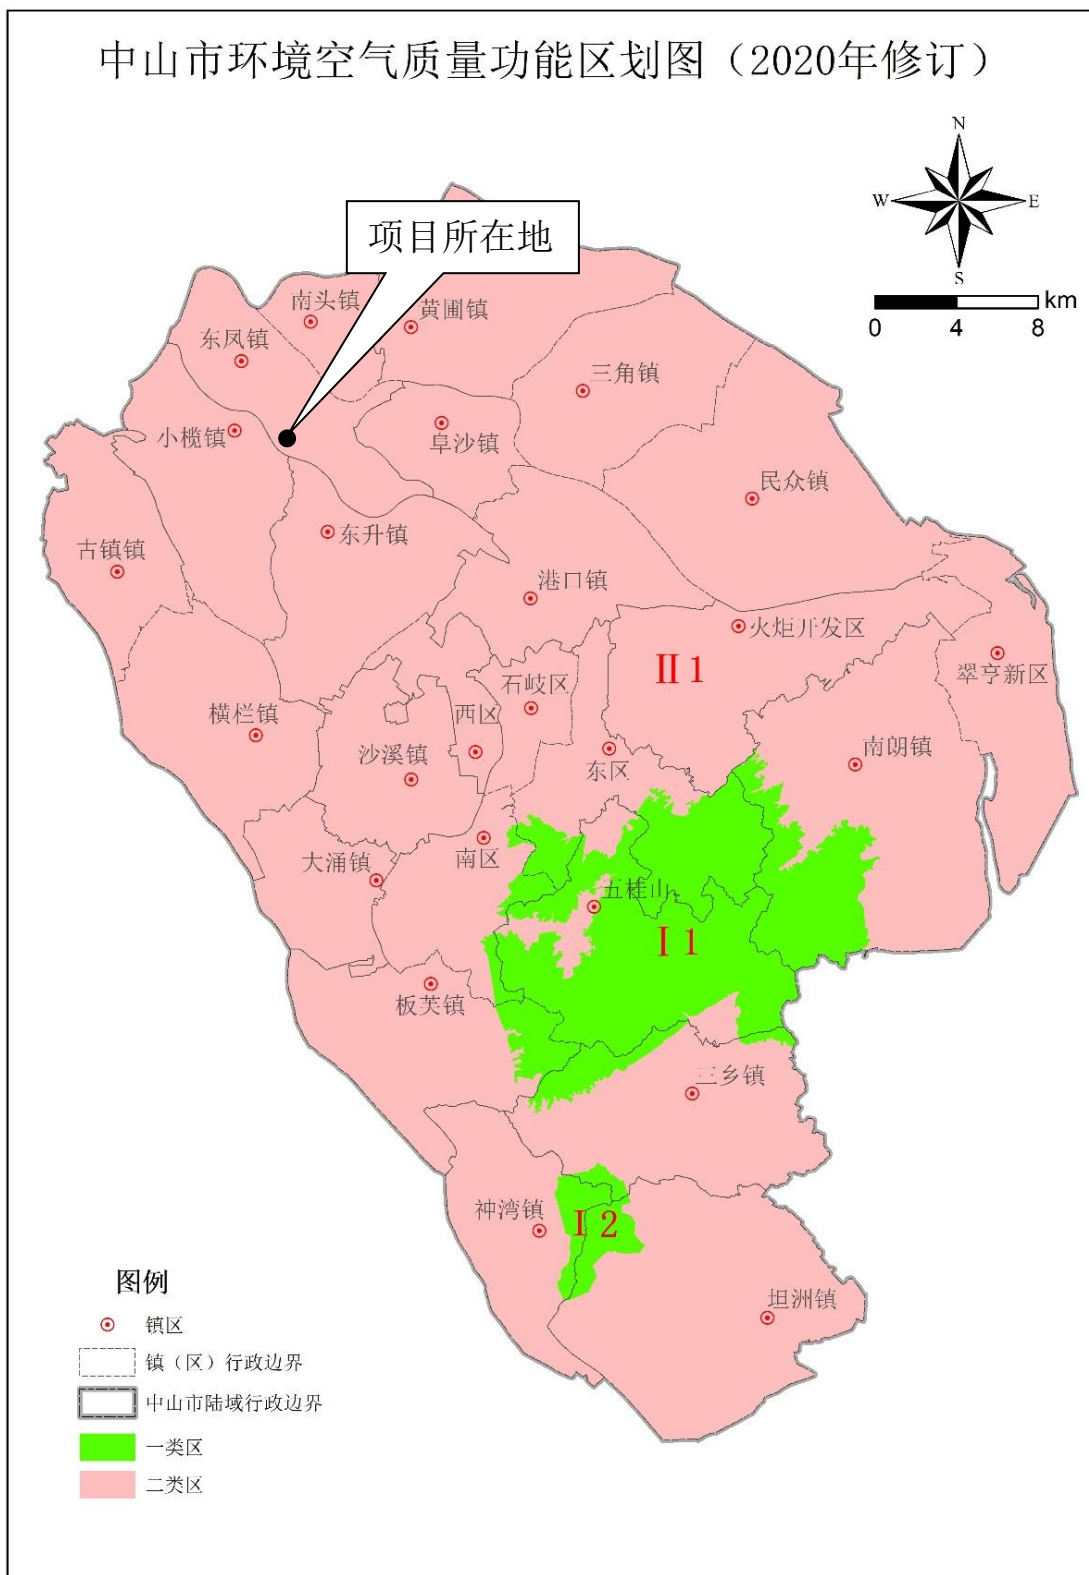 中山市环境空气质量功能区划图（2020年修订）
N
W
E
S
km
0 4 8
项目所在地
南头镇
黄圃镇
东凤镇
三角镇
小榄镇
阜沙镇
民众镇
东升镇
古镇镇
港口镇
火炬开发区
II 1
翠亨新区
石岐区
横栏镇
西区
沙溪镇
东区
南朗镇
南区
大涌镇
五桂山
I 1
板芙镇
三乡镇
神湾镇
I 2
坦洲镇
图例
镇区
镇（区）行政边界
中山市陆域行政边界
一类区
二类区